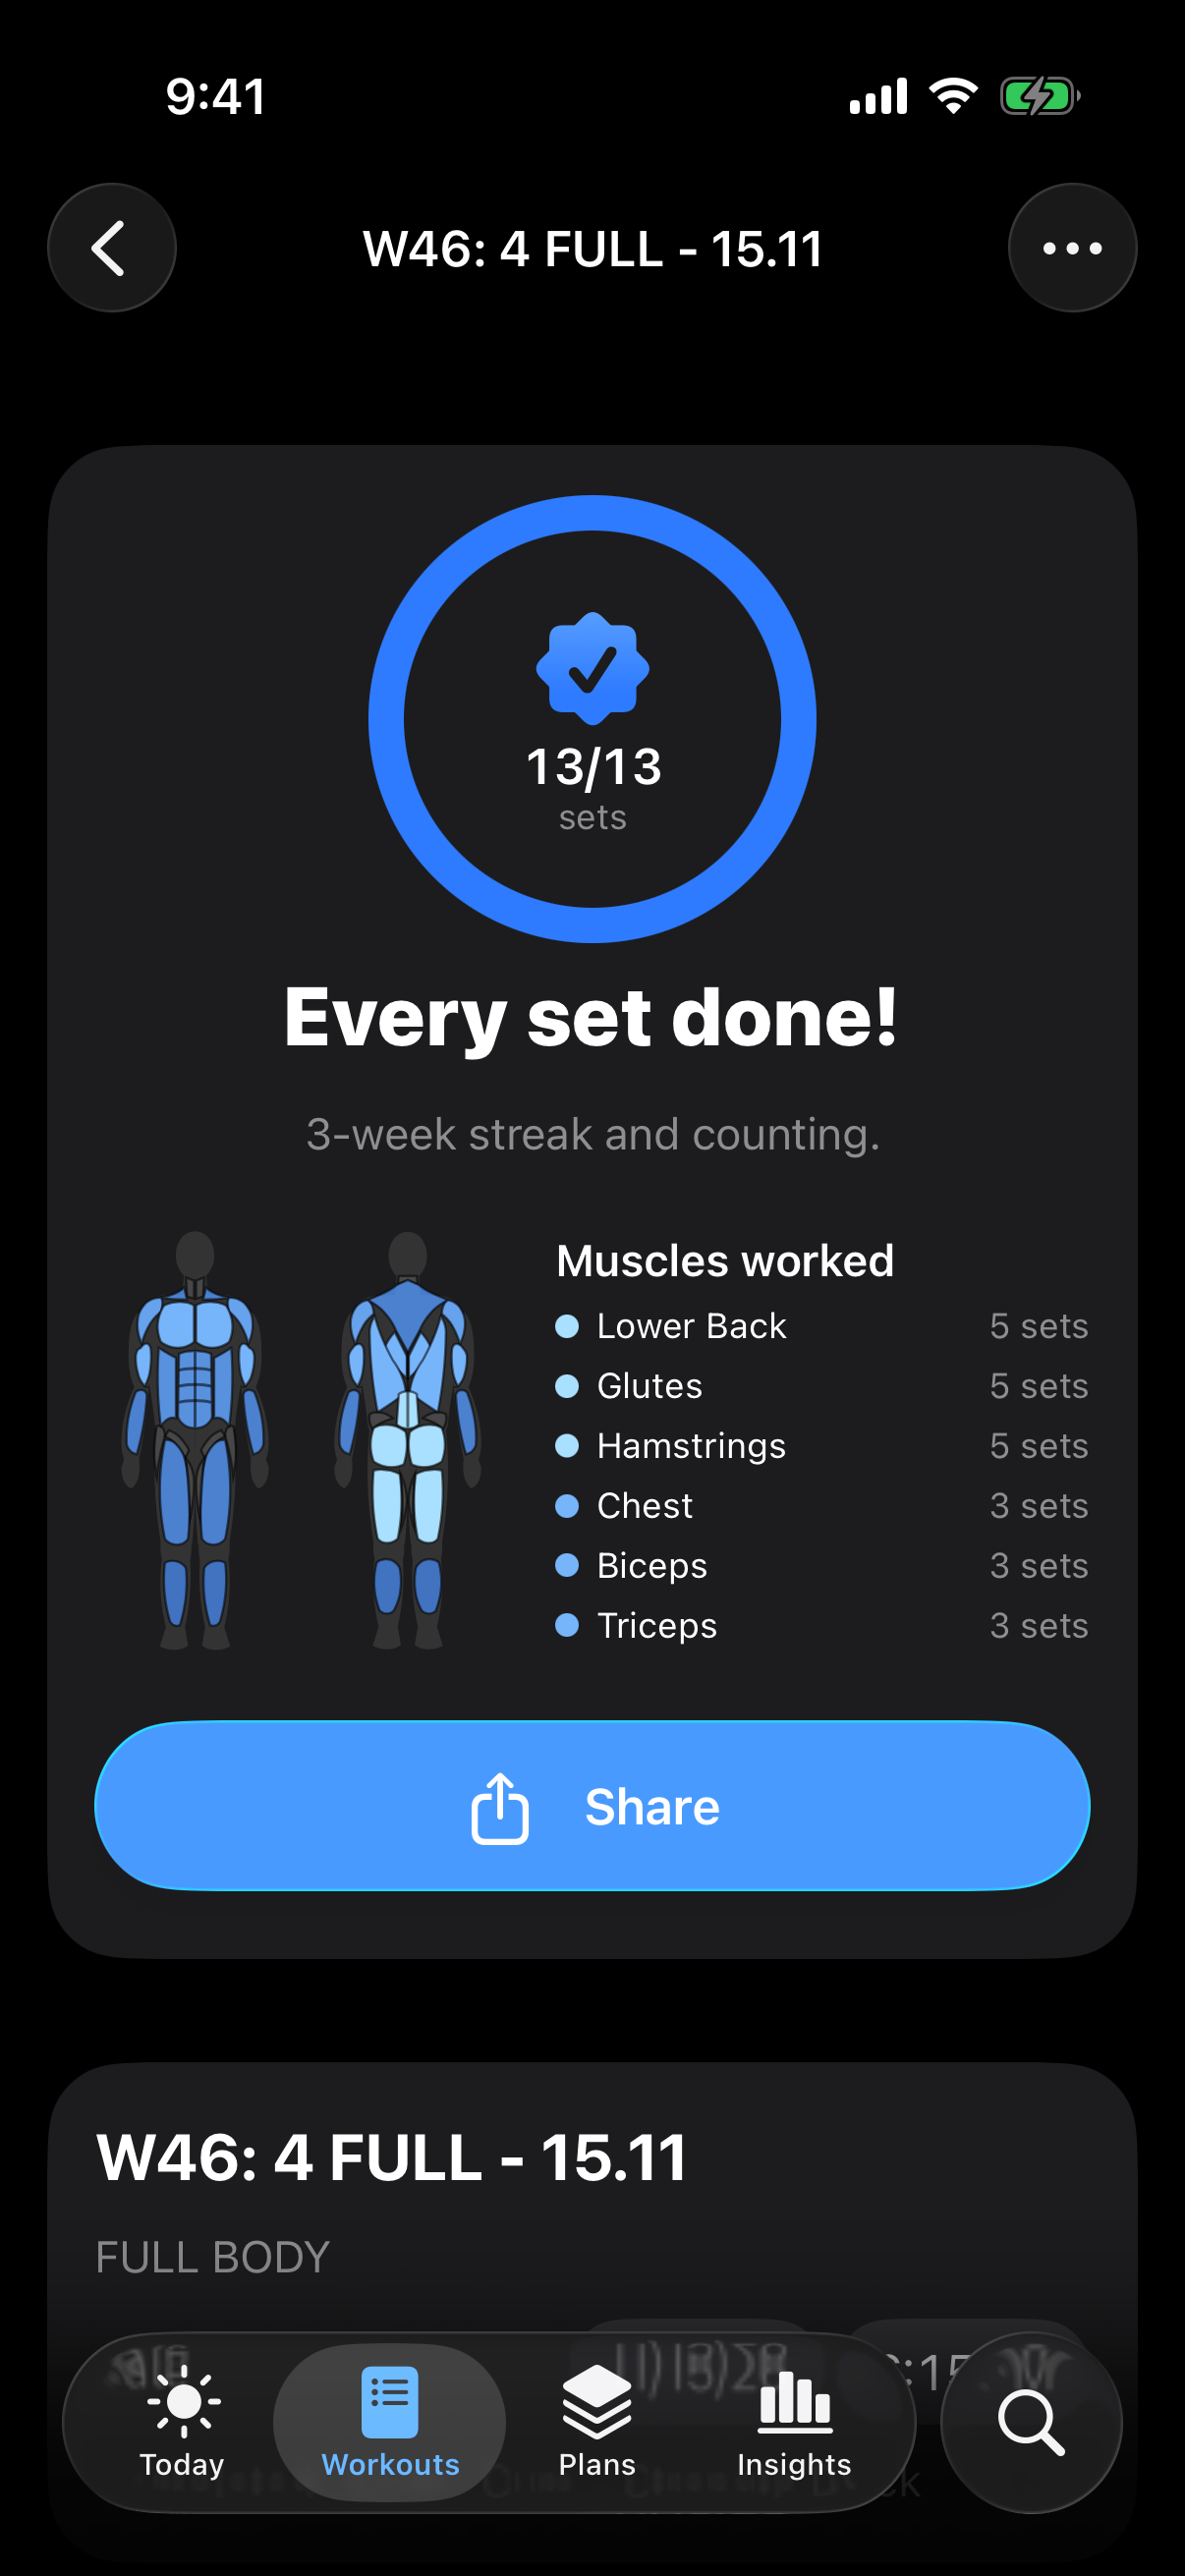 9:41
W46: 4 FULL - 15.11
13/13
sets
Every set done!
3-week streak and counting.
Muscles worked
Lower Back 5 sets
Glutes 5 sets
Hamstrings 5 sets
Chest 3 sets
Biceps 3 sets
Triceps 3 sets
Share
W46: 4 FULL - 15.11
FULL BODY
Today
Workouts
Plans
Insights